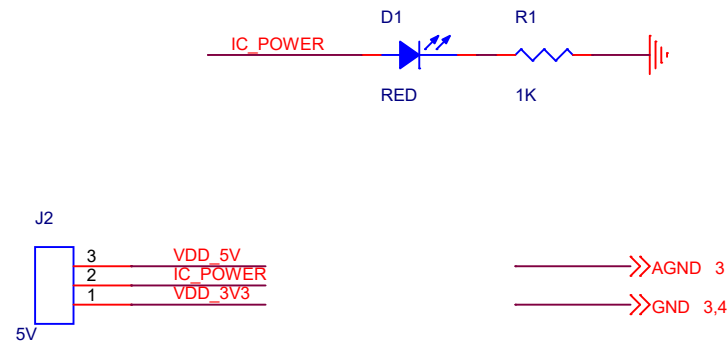 D1 R1
IC_POWER
RED 1K
J2
3 VDD_5V
2 IC_POWER
1 VDD_3V3
5V
AGND 3
GND 3,4